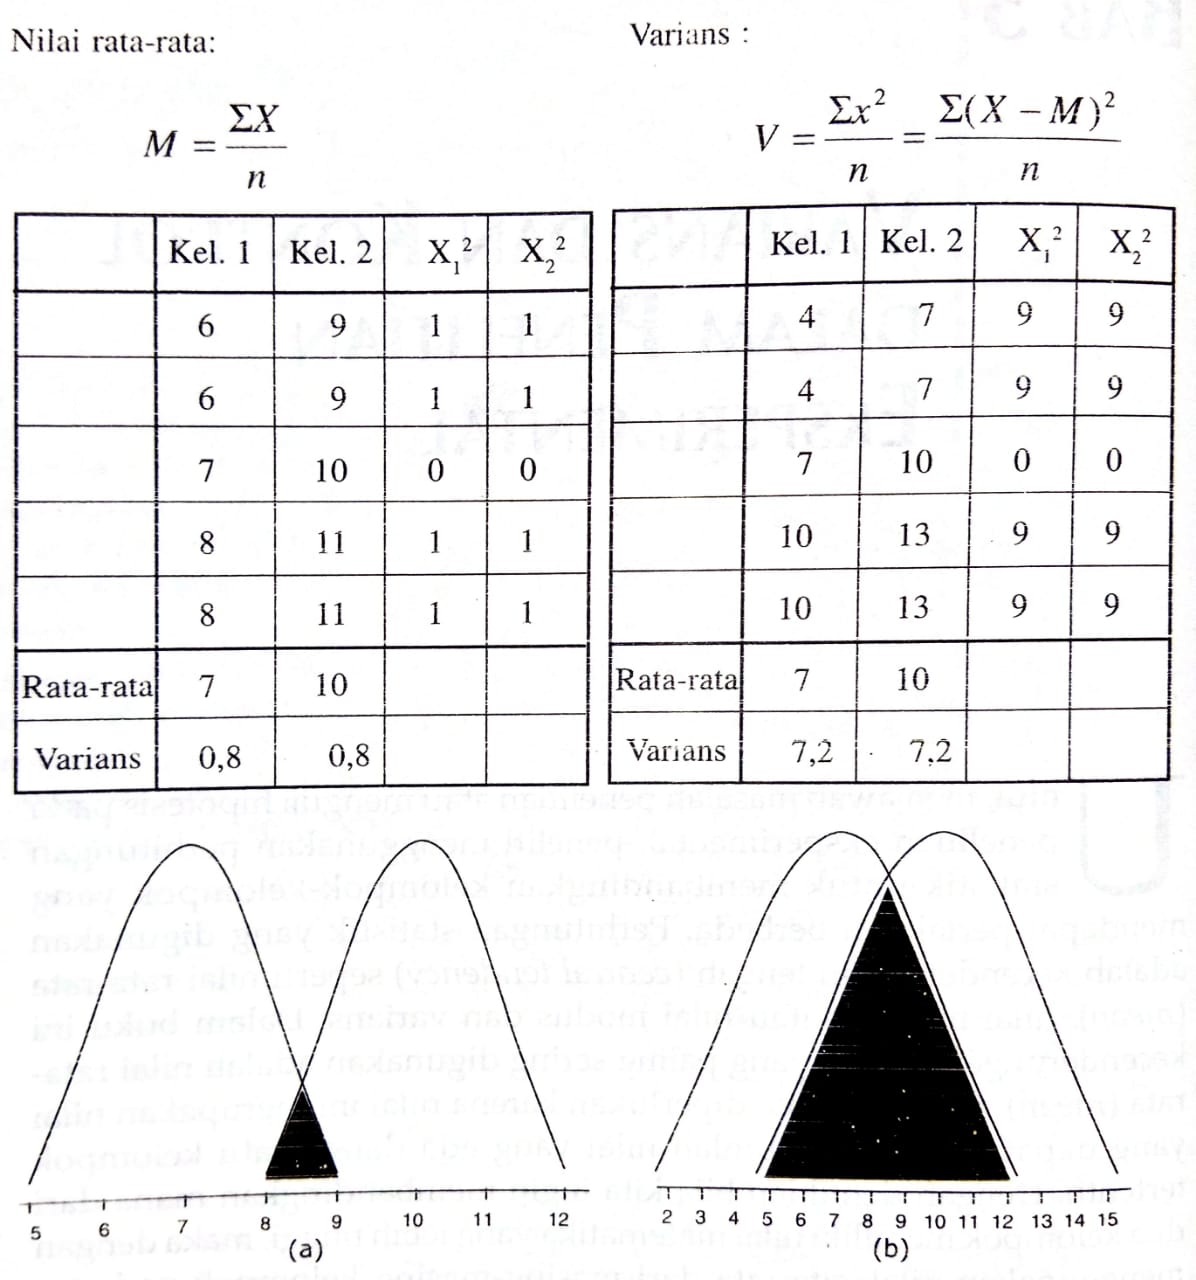 Nilai rata-rata:
M = ΣX / n
Varians :
V = Σx² / n = Σ(X – M)² / n
Kel. 1 Kel. 2 X₁² X₂²
6 9 1 1
6 9 1 1
7 10 0 0
8 11 1 1
8 11 1 1
Rata-rata 7 10
Varians 0,8 0,8
Kel. 1 Kel. 2 X₁² X₂²
4 7 9 9
4 7 9 9
7 10 0 0
10 13 9 9
10 13 9 9
Rata-rata 7 10
Varians 7,2 7,2
5 6 7 8 9 10 11 12
(a)
2 3 4 5 6 7 8 9 10 11 12 13 14 15
(b)